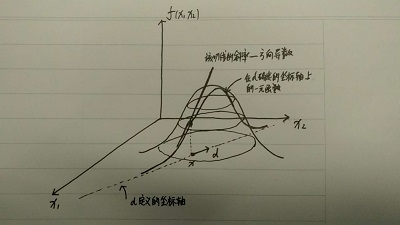 f(x₁,x₂)
该切线的斜率—方向导数
在d确定的坐标轴上
的一元函数
x₂
x
d
x₁
d定义的坐标轴